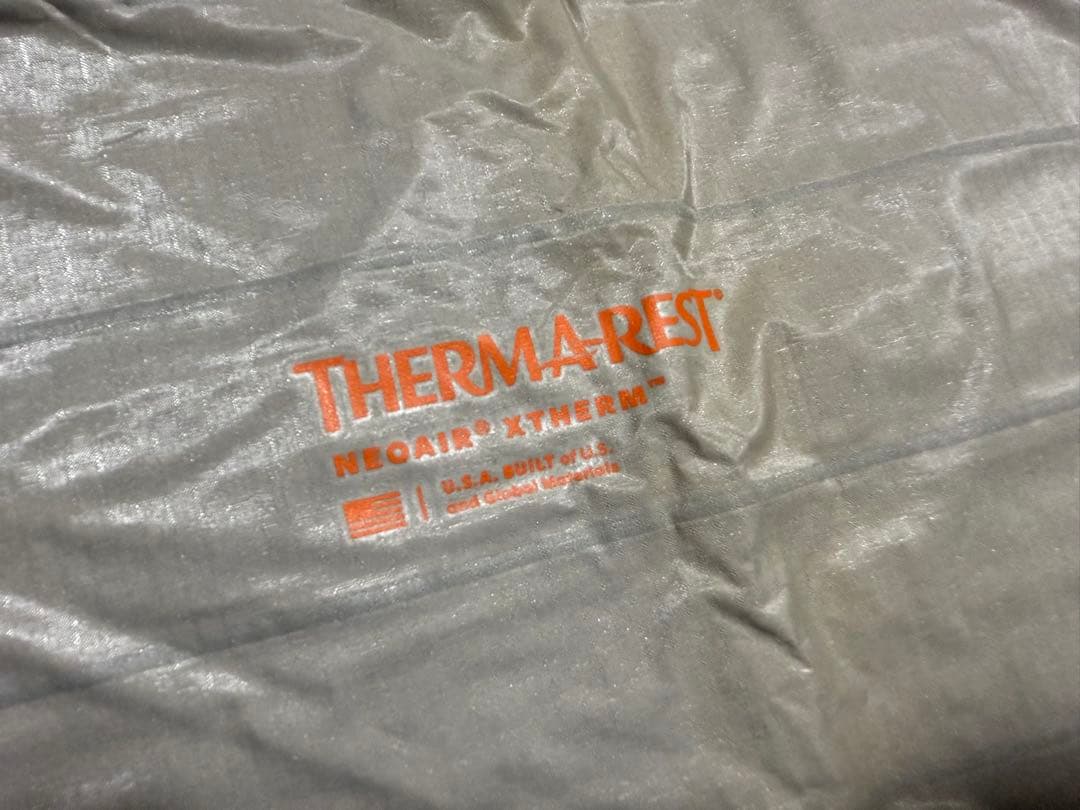 THERM-A-REST®
NEOAIR® XTHERM™
U.S.A. BUILT of U.S.
and Global Materials